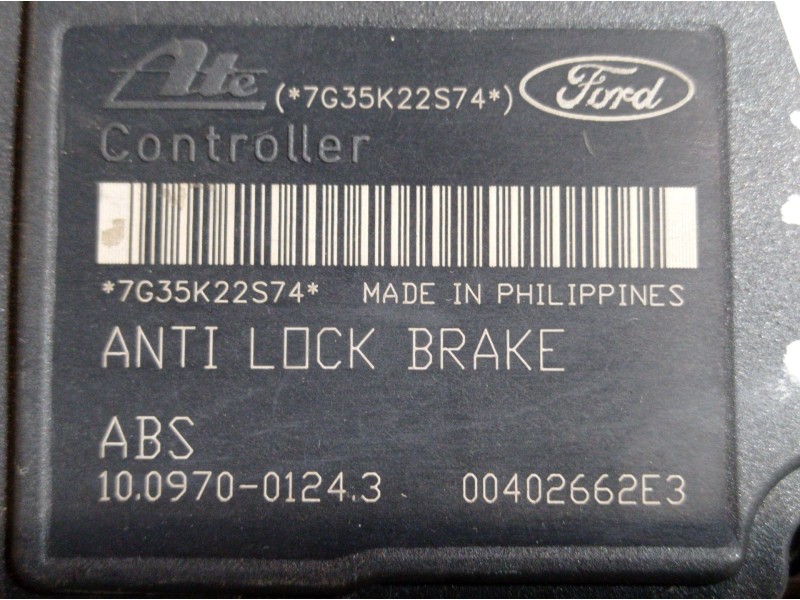 Ate (*7G35K22S74*) Ford
Controller
*7G35K22S74* MADE IN PHILIPPINES
ANTI LOCK BRAKE
ABS
10.0970-0124.3 00402662E3